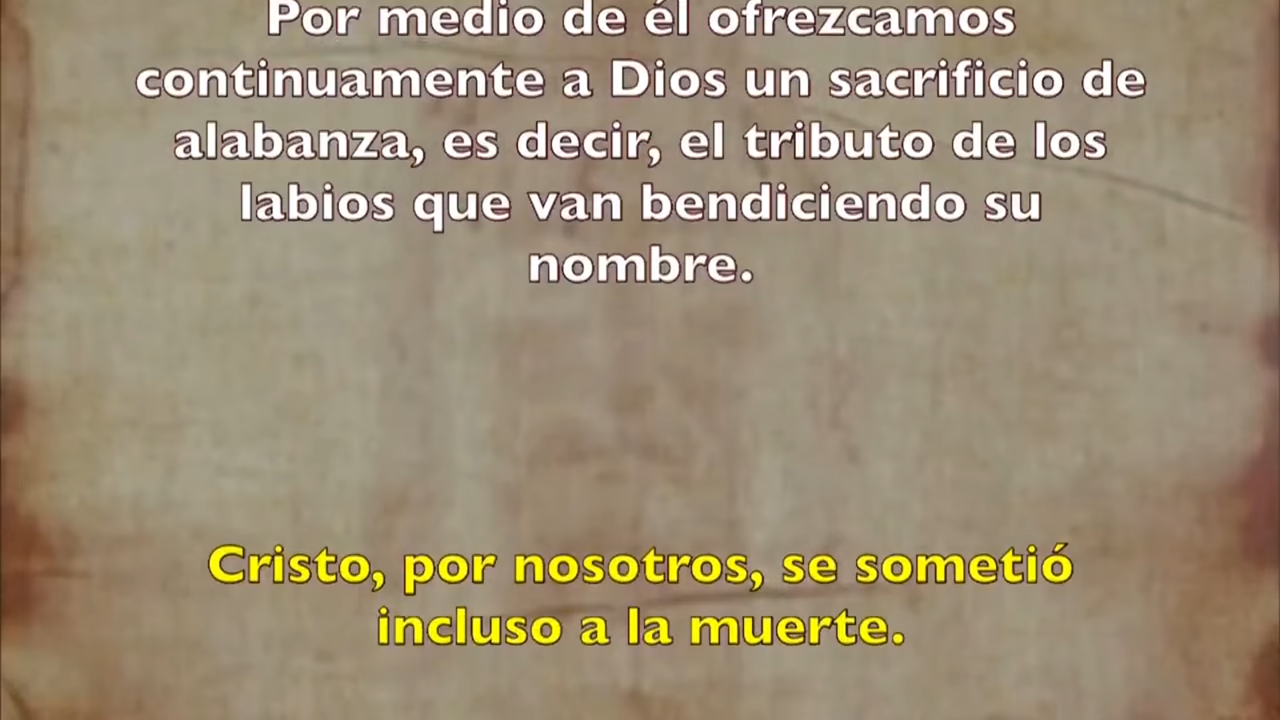 Por medio de él ofrezcamos
continuamente a Dios un sacrificio de
alabanza, es decir, el tributo de los
labios que van bendiciendo su
nombre.
Cristo, por nosotros, se sometió
incluso a la muerte.